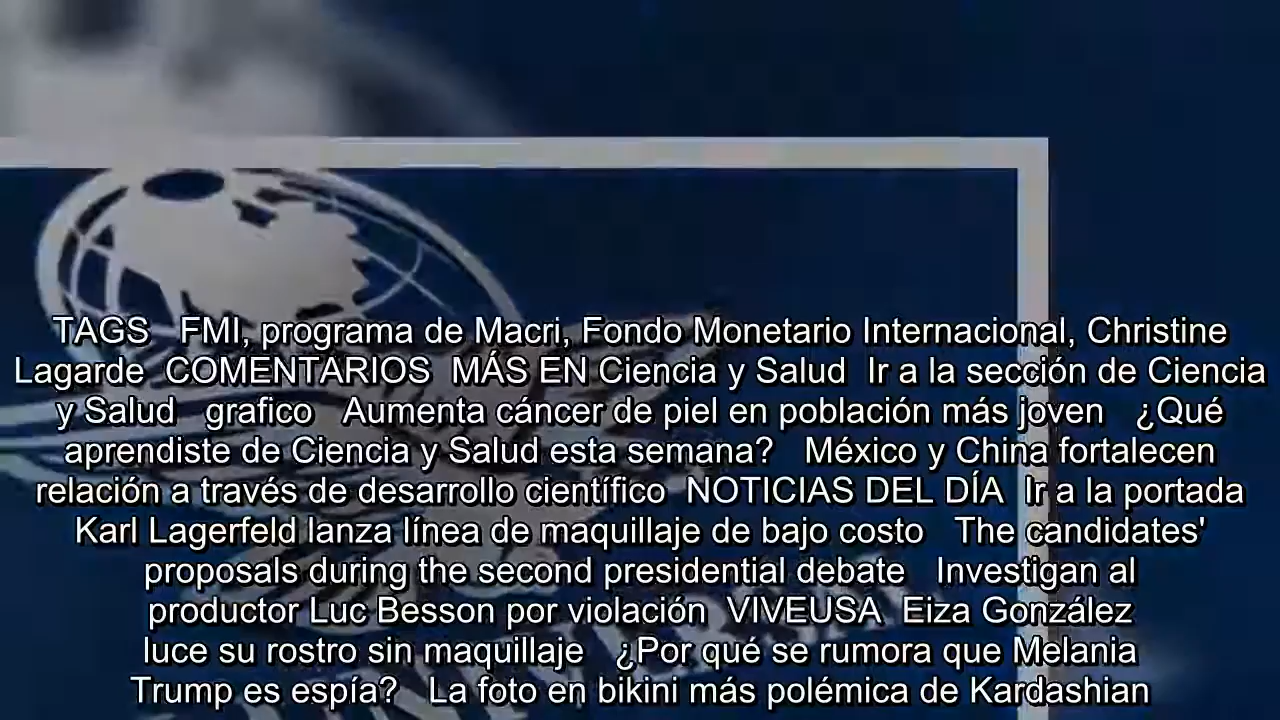 TAGS FMI, programa de Macri, Fondo Monetario Internacional, Christine
Lagarde COMENTARIOS MÁS EN Ciencia y Salud Ir a la sección de Ciencia
y Salud grafico Aumenta cáncer de piel en población más joven ¿Qué
aprendiste de Ciencia y Salud esta semana? México y China fortalecen
relación a través de desarrollo científico NOTICIAS DEL DÍA Ir a la portada
Karl Lagerfeld lanza línea de maquillaje de bajo costo The candidates'
proposals during the second presidential debate Investigan al
productor Luc Besson por violación VIVEUSA Eiza González
luce su rostro sin maquillaje ¿Por qué se rumora que Melania
Trump es espía? La foto en bikini más polémica de Kardashian